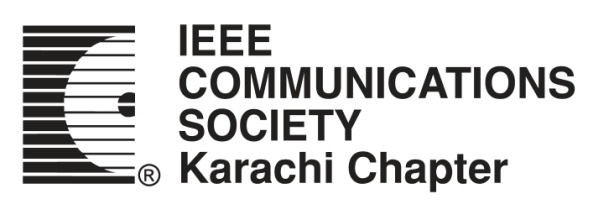 IEEE
COMMUNICATIONS
SOCIETY
® Karachi Chapter